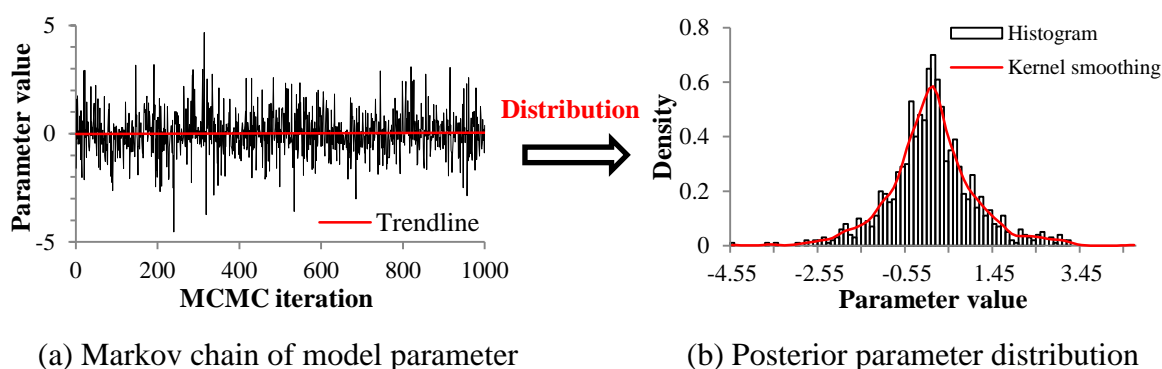 5
0
-5
Parameter value
Trendline
0 200 400 600 800 1000
MCMC iteration
(a) Markov chain of model parameter
Distribution
0.8
0.6
0.4
0.2
0
Density
Histogram
Kernel smoothing
-4.55 -2.55 -0.55 1.45 3.45
Parameter value
(b) Posterior parameter distribution